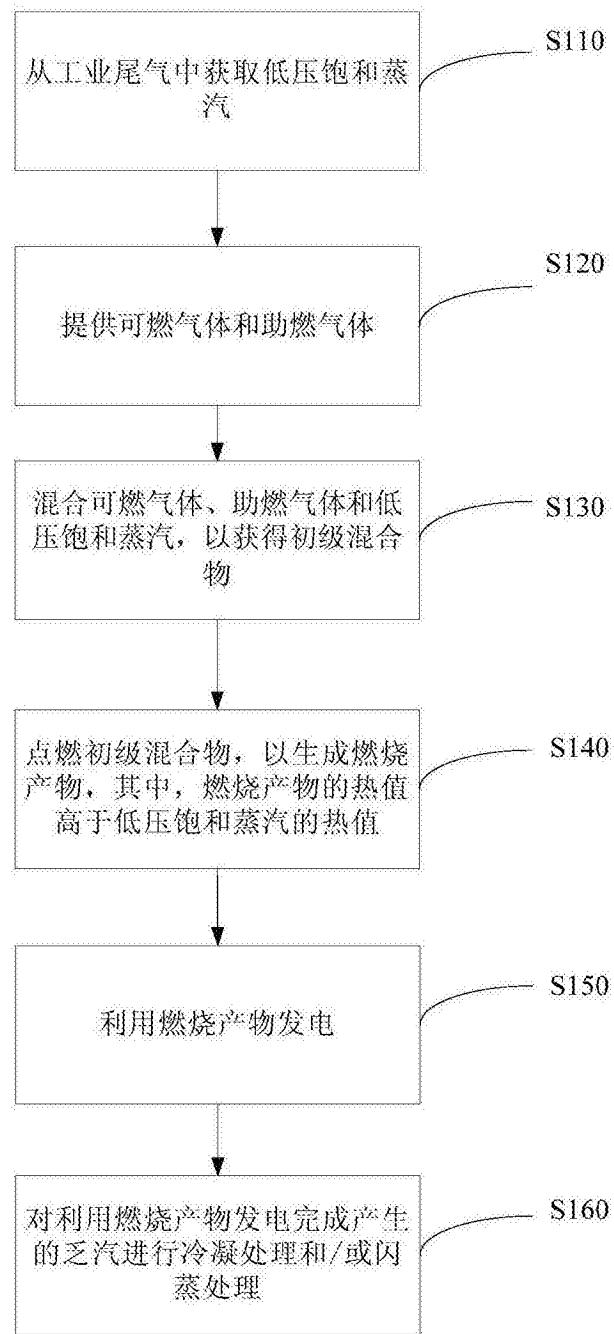 从工业尾气中获取低压饱和蒸
汽
S110
提供可燃气体和助燃气体
S120
混合可燃气体、助燃气体和低
压饱和蒸汽，以获得初级混合
物
S130
点燃初级混合物，以生成燃烧
产物，其中，燃烧产物的热值
高于低压饱和蒸汽的热值
S140
利用燃烧产物发电
S150
对利用燃烧产物发电完成产生
的乏汽进行冷凝处理和/或闪
蒸处理
S160